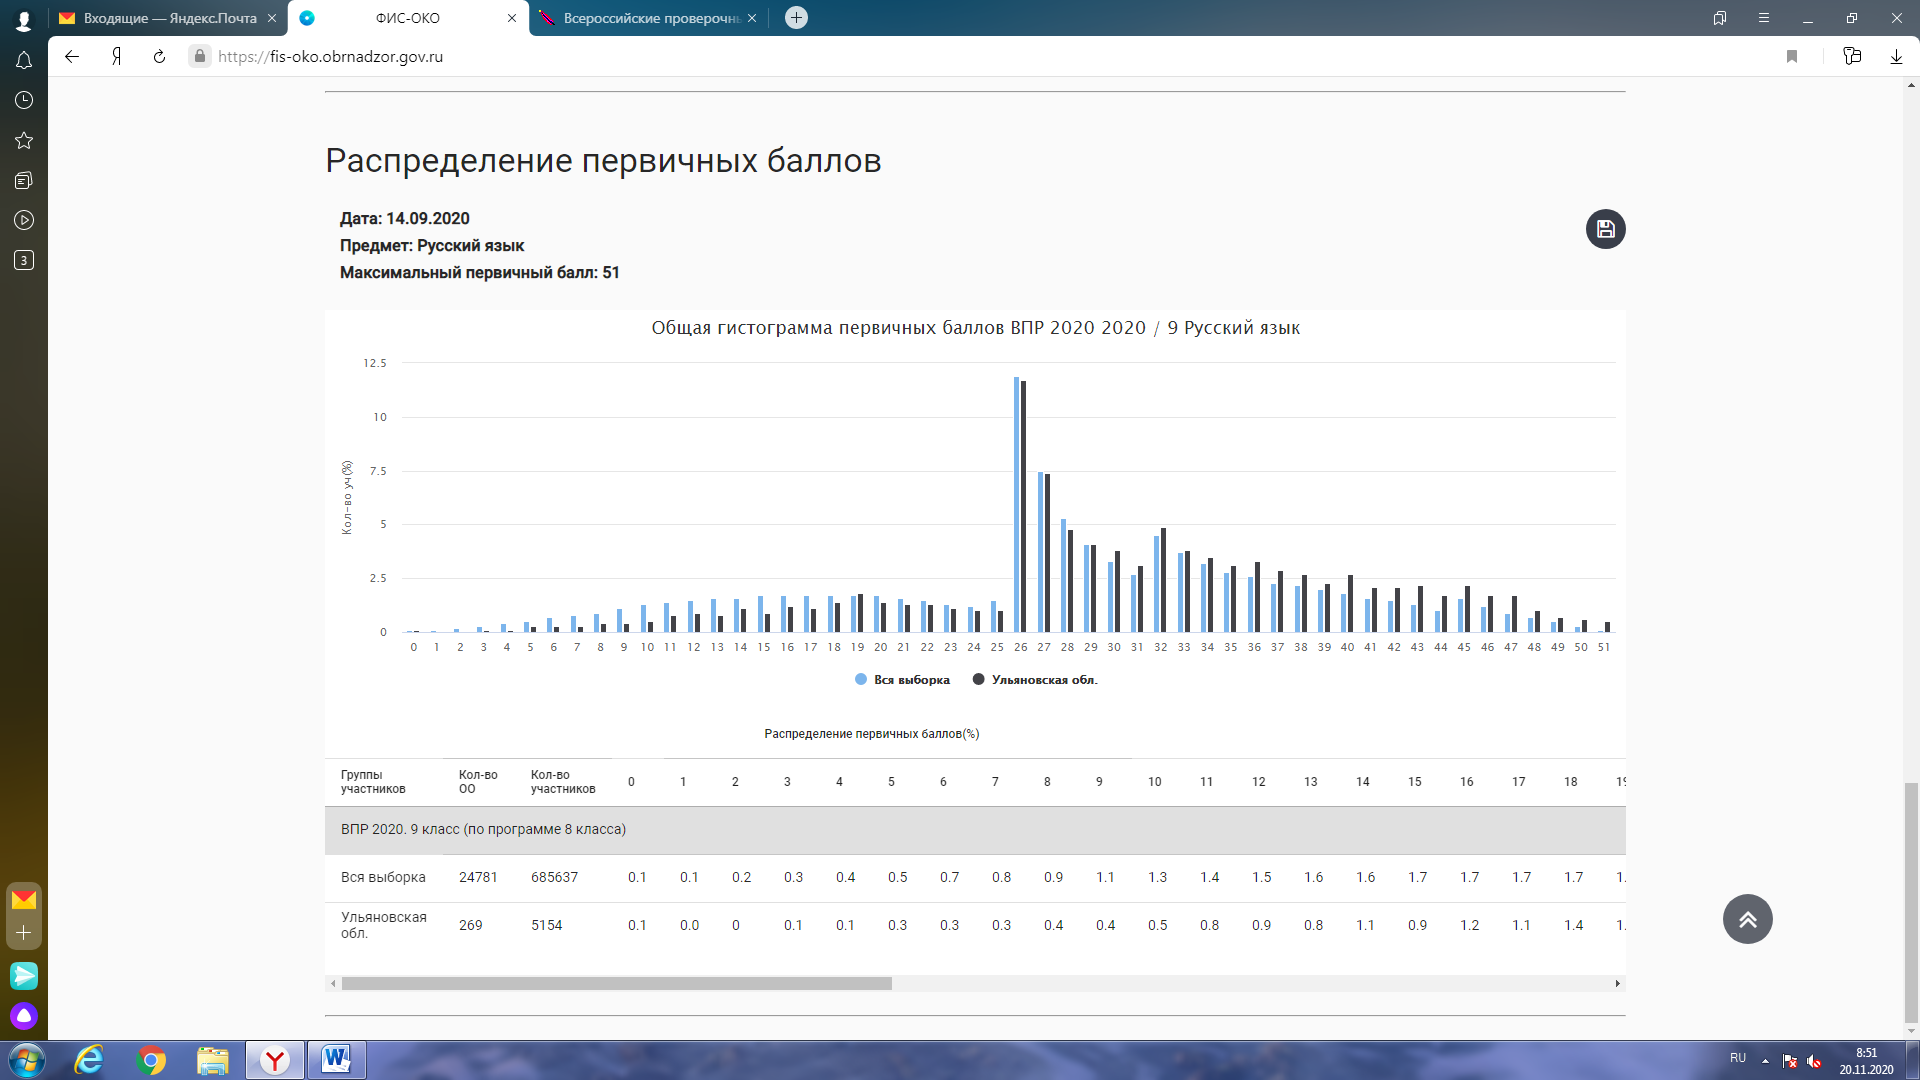 Входящие — Яндекс.Почта
ФИС-ОКО
Всероссийские проверочн
https://fis-oko.obrnadzor.gov.ru
3
Распределение первичных баллов
Дата: 14.09.2020
Предмет: Русский язык
Максимальный первичный балл: 51
Общая гистограмма первичных баллов ВПР 2020 2020 / 9 Русский язык
Кол-во уч(%)
12.5
10
7.5
5
2.5
0
0 1 2 3 4 5 6 7 8 9 10 11 12 13 14 15 16 17 18 19 20 21 22 23 24 25 26 27 28 29 30 31 32 33 34 35 36 37 38 39 40 41 42 43 44 45 46 47 48 49 50 51
Вся выборка Ульяновская обл.
Распределение первичных баллов(%)
Группы участников Кол-во ОО Кол-во участников 0 1 2 3 4 5 6 7 8 9 10 11 12 13 14 15 16 17 18 19
ВПР 2020. 9 класс (по программе 8 класса)
Вся выборка 24781 685637 0.1 0.1 0.2 0.3 0.4 0.5 0.7 0.8 0.9 1.1 1.3 1.4 1.5 1.6 1.6 1.7 1.7 1.7 1.7 1.
Ульяновская обл. 269 5154 0.1 0.0 0 0.1 0.1 0.3 0.3 0.3 0.4 0.4 0.5 0.8 0.9 0.8 1.1 0.9 1.2 1.1 1.4 1.
RU
8:51
20.11.2020